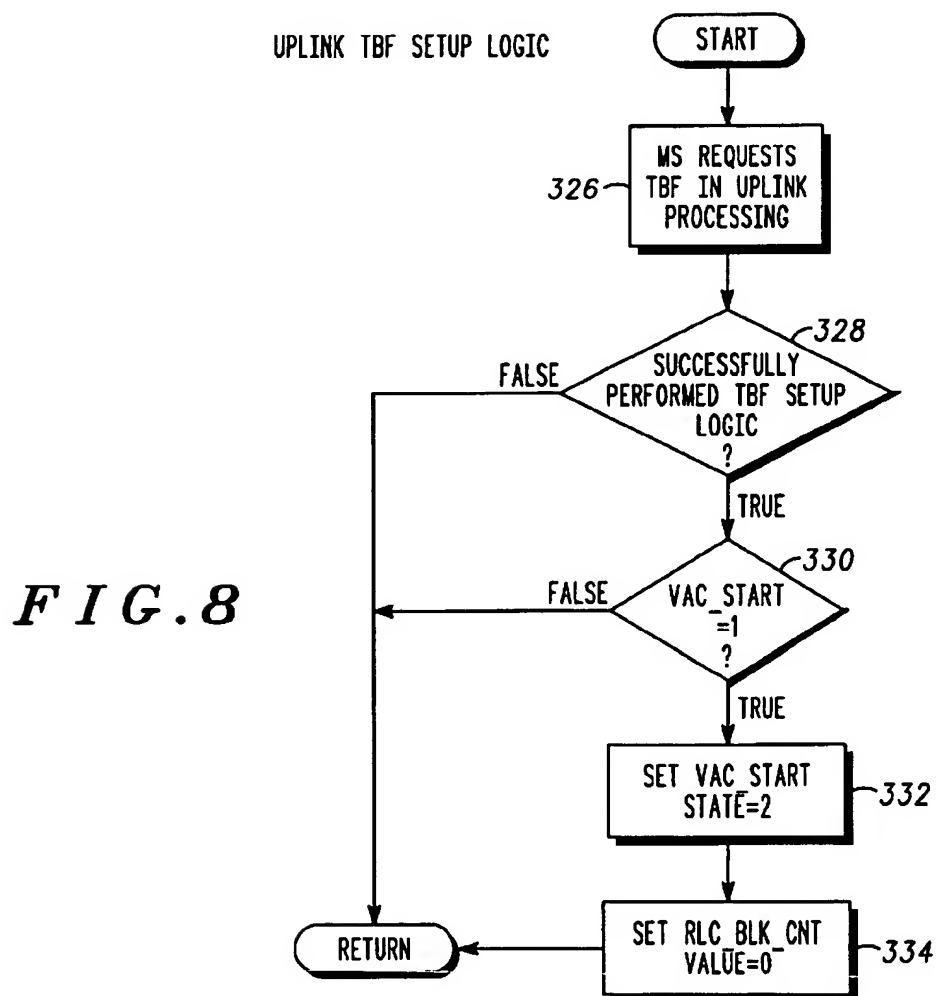 UPLINK TBF SETUP LOGIC
START
326
MS REQUESTS
TBF IN UPLINK
PROCESSING
328
SUCCESSFULLY
PERFORMED TBF SETUP
LOGIC
?
FALSE
TRUE
330
VAC_START
=1
?
FALSE
TRUE
FIG.8
SET VAC_START
STATE=2
332
SET RLC_BLK_CNT
VALUE=0
334
RETURN